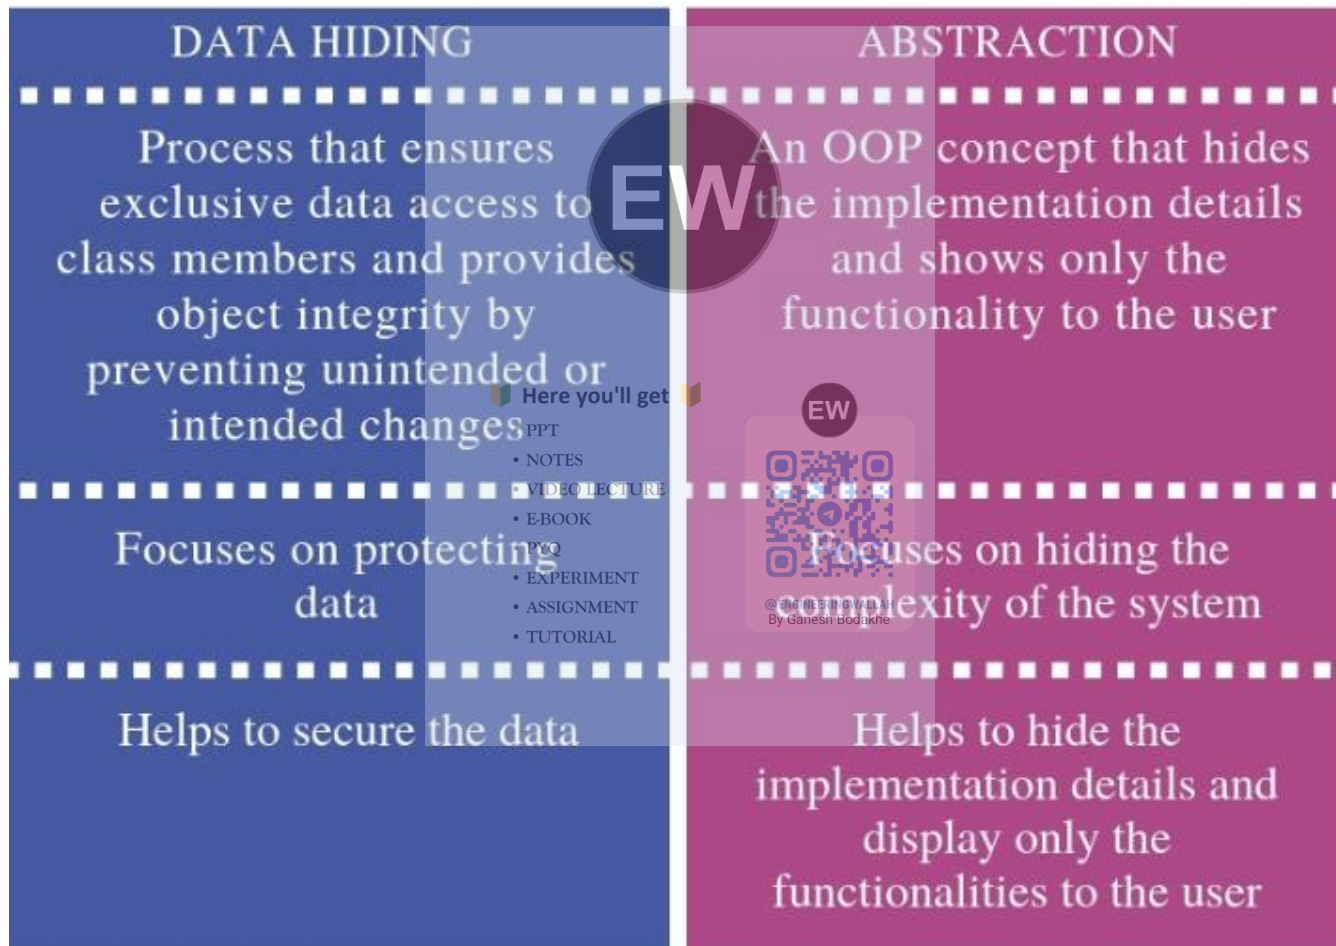 DATA HIDING
Process that ensures
exclusive data access to
class members and provides
object integrity by
preventing unintended or
intended changes
Focuses on protecting
data
Helps to secure the data
ABSTRACTION
An OOP concept that hides
the implementation details
and shows only the
functionality to the user
Focuses on hiding the
complexity of the system
Helps to hide the
implementation details and
display only the
functionalities to the user
EW
Here you'll get
• PPT
• NOTES
• VIDEO LECTURE
• E-BOOK
• PYQ
• EXPERIMENT
• ASSIGNMENT
• TUTORIAL
EW
@ENGINEERINGWALLAH
By Ganesh Bodakhe